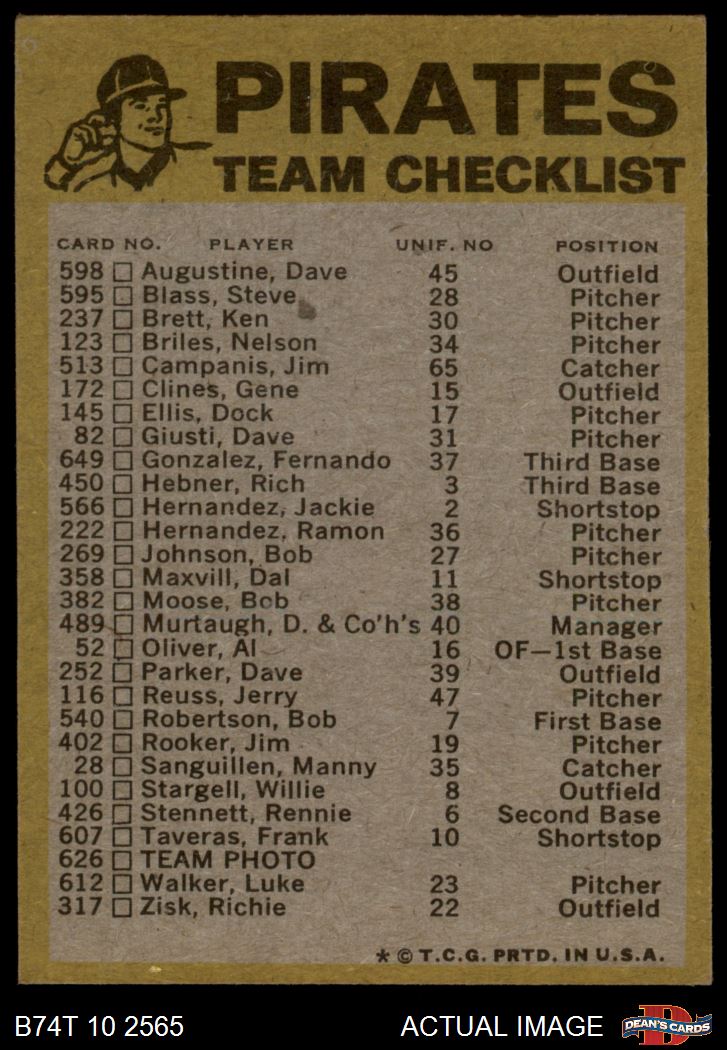 PIRATES
TEAM CHECKLIST
CARD NO. PLAYER UNIF. NO POSITION
598 □ Augustine, Dave 45 Outfield
595 □ Blass, Steve 28 Pitcher
237 □ Brett, Ken 30 Pitcher
123 □ Briles, Nelson 34 Pitcher
513 □ Campanis, Jim 65 Catcher
172 □ Clines, Gene 15 Outfield
145 □ Ellis, Dock 17 Pitcher
82 □ Giusti, Dave 31 Pitcher
649 □ Gonzalez, Fernando 37 Third Base
450 □ Hebner, Rich 3 Third Base
566 □ Hernandez, Jackie 2 Shortstop
222 □ Hernandez, Ramon 36 Pitcher
269 □ Johnson, Bob 27 Pitcher
358 □ Maxvill, Dal 11 Shortstop
382 □ Moose, Bob 38 Pitcher
489 □ Murtaugh, D. & Co'h's 40 Manager
52 □ Oliver, Al 16 OF—1st Base
252 □ Parker, Dave 39 Outfield
116 □ Reuss, Jerry 47 Pitcher
540 □ Robertson, Bob 7 First Base
402 □ Rooker, Jim 19 Pitcher
28 □ Sanguillen, Manny 35 Catcher
100 □ Stargell, Willie 8 Outfield
426 □ Stennett, Rennie 6 Second Base
607 □ Taveras, Frank 10 Shortstop
626 □ TEAM PHOTO
612 □ Walker, Luke 23 Pitcher
317 □ Zisk, Richie 22 Outfield
* © T.C.G. PRTD. IN U.S.A.
B74T 10 2565 ACTUAL IMAGE DEAN'S CARDS